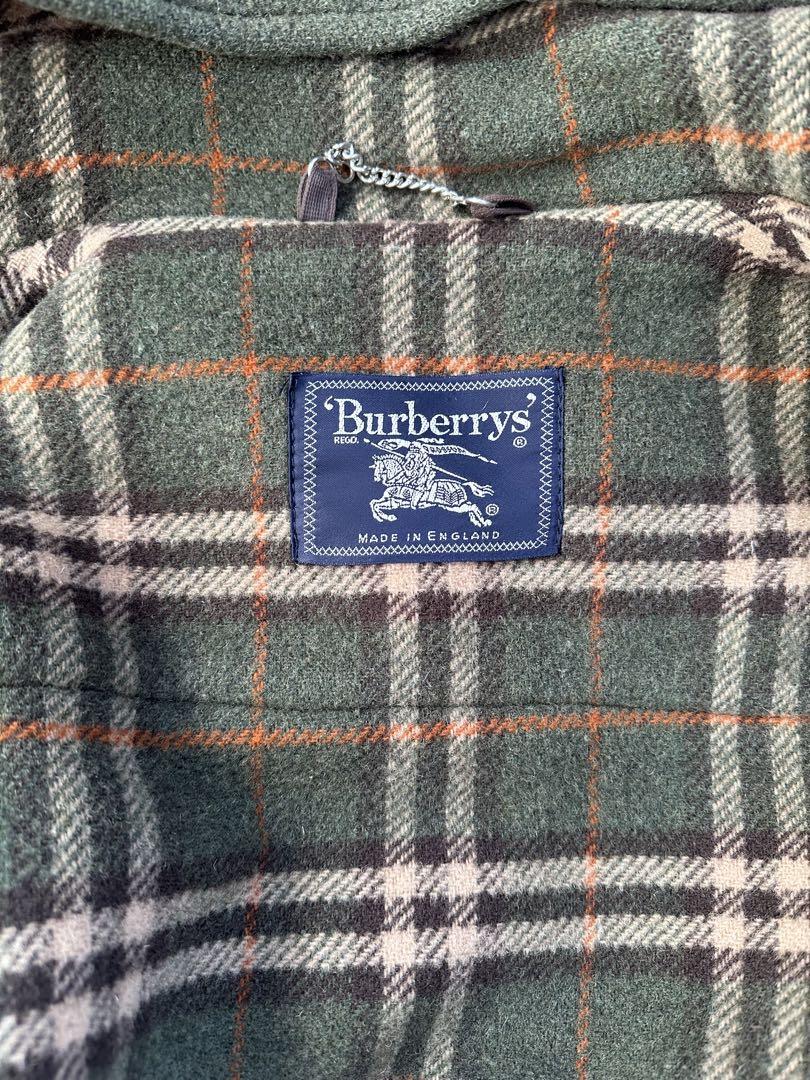 'Burberrys'
REGD. ®
®
MADE IN ENGLAND